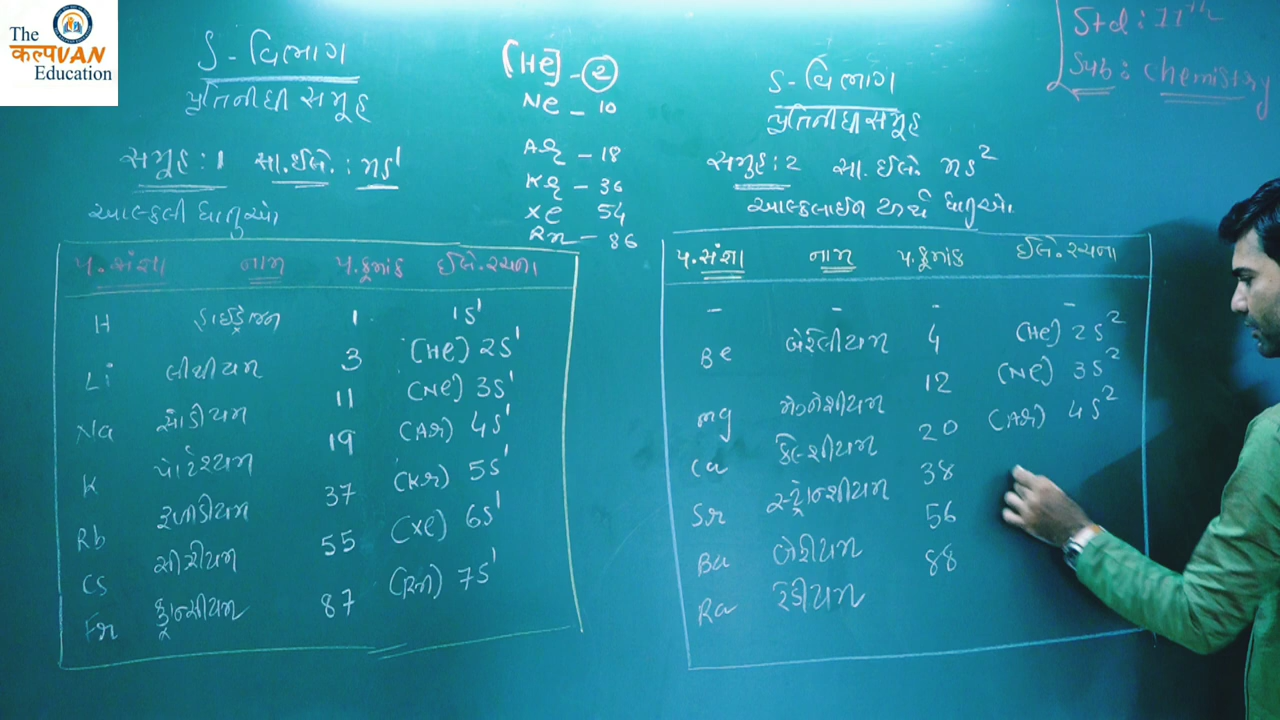 The
कल्पVAN
Education
Std : 11th
Sub : Chemistry
S - વિભાગ
પ્રતિનીધી સમૂહ
સમૂહ : 1 સા. ઈલે. : ns¹
આલ્કલી ધાતુઓ.
પ. સંજ્ઞા નામ પ. ક્રમાંક ઈલે. રચના
H હાઈડ્રોજન 1 1s¹
Li લીથીયમ 3 (He) 2s¹
Na સોડીયમ 11 (Ne) 3s¹
K પોટેશ્યમ 19 (Ar) 4s¹
Rb રૂબીડીયમ 37 (Kr) 5s¹
Cs સીઝીયમ 55 (Xe) 6s¹
Fr ફ્રાન્સીયમ 87 (Rn) 7s¹
[He] - 2
Ne - 10
Ar - 18
Kr - 36
Xe 54
Rn - 86
S - વિભાગ
પ્રતિનીધી સમૂહ
સમૂહ : 2 સા. ઈલે. ns²
આલ્કલાઈન અર્થ ધાતુઓ.
પ. સંજ્ઞા નામ પ. ક્રમાંક ઈલે. રચના
- - - -
Be બેરીલીયમ 4 (He) 2s²
Mg મેગ્નેશીયમ 12 (Ne) 3s²
Ca કેલ્શીયમ 20 (Ar) 4s²
Sr સ્ટ્રોન્શીયમ 38
Ba બેરીયમ 56
Ra રેડીયમ 88